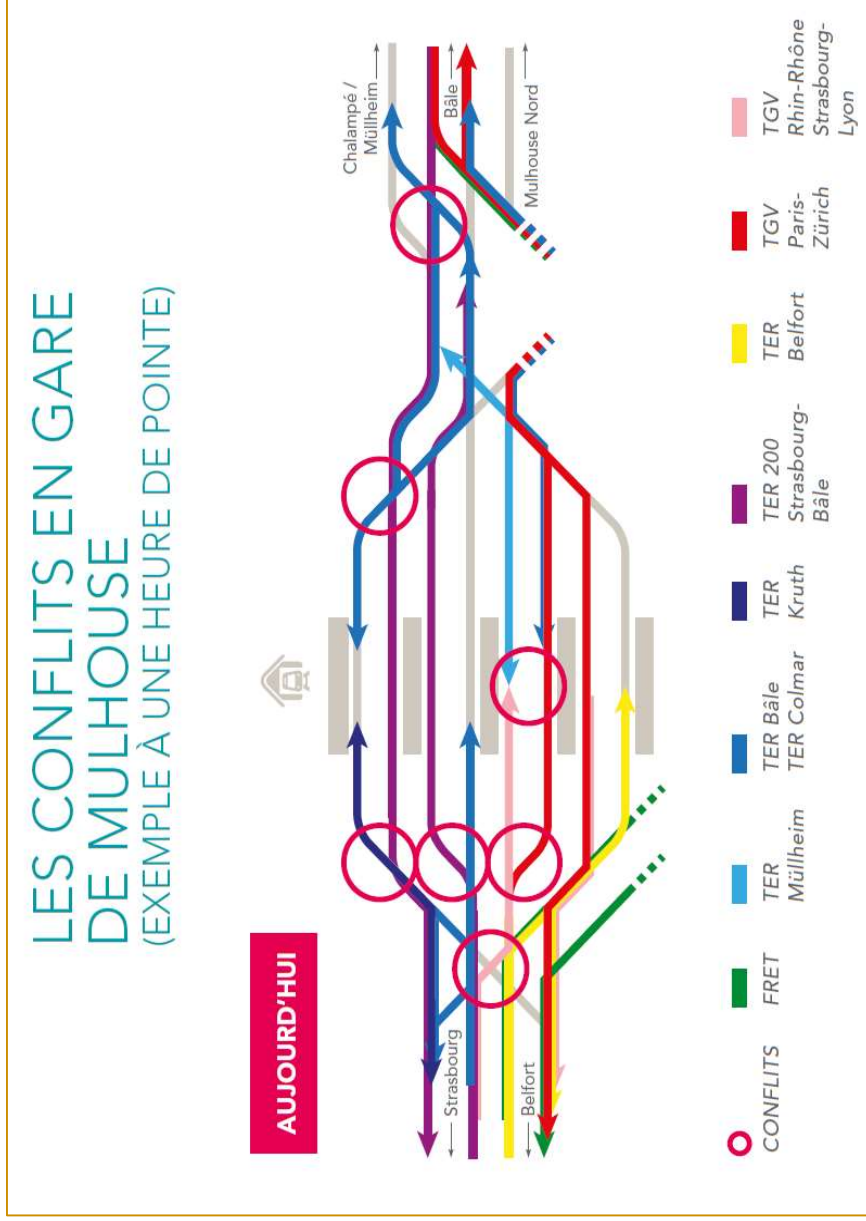 LES CONFLITS EN GARE
DE MULHOUSE
(EXEMPLE À UNE HEURE DE POINTE)
AUJOURD'HUI
Strasbourg
Belfort
Chalampé /
Müllheim
Bâle
Mulhouse Nord
CONFLITS
FRET
TER
Müllheim
TER Bâle
TER Colmar
TER
Kruth
TER 200
Strasbourg-
Bâle
TER
Belfort
TGV
Paris-
Zürich
TGV
Rhin-Rhône
Strasbourg-
Lyon